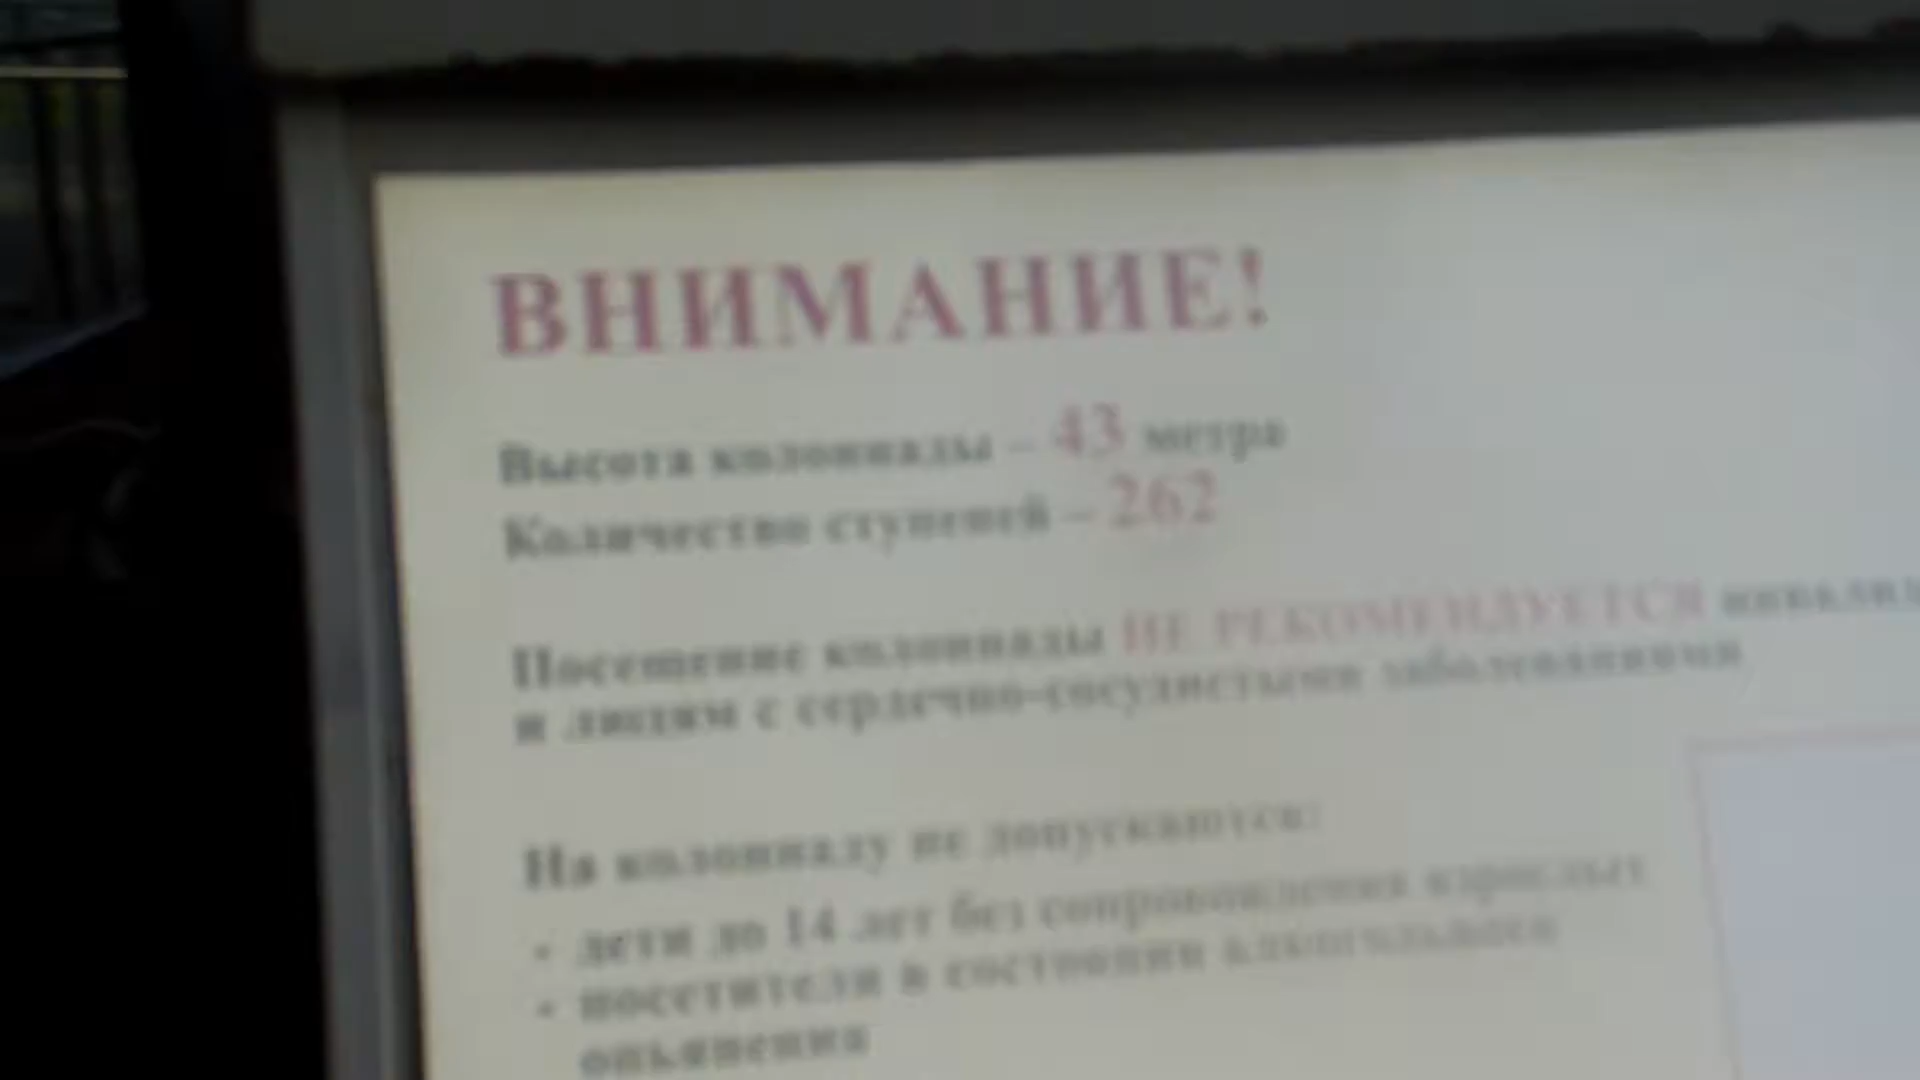 ВНИМАНИЕ!
Высота колоннады – 43 метра
Количество ступеней – 262
Посещение колоннады НЕ РЕКОМЕНДУЕТСЯ
и людям с сердечно-сосудистыми заболеваниями
На колоннаду не допускаются:
• дети до 14 лет без сопровождения взрослых
• посетители в состоянии алкогольного
опьянения